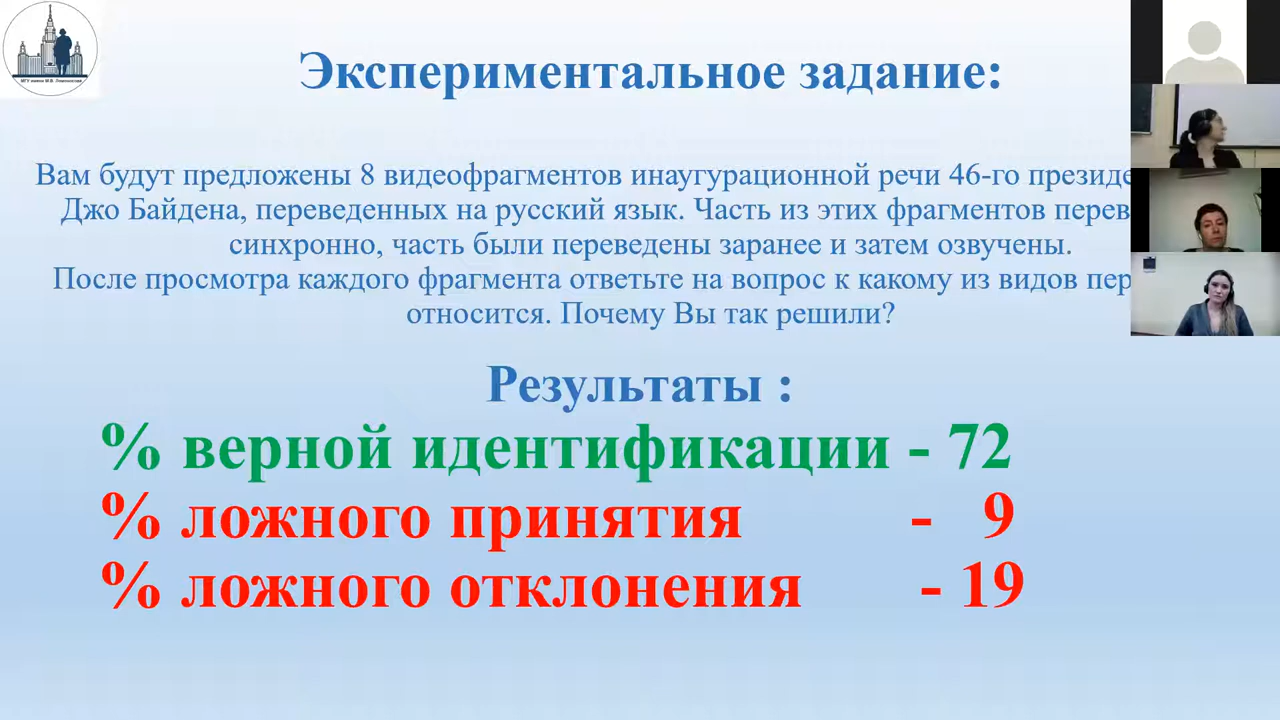 Экспериментальное задание:
Вам будут предложены 8 видеофрагментов инаугурационной речи 46-го
Джо Байдена, переведенных на русский язык. Часть из этих фрагментов
синхронно, часть были переведены заранее и затем озвучены.
После просмотра каждого фрагмента ответьте на вопрос к какому из видов
относится. Почему Вы так решили?
Результаты :
% верной идентификации - 72
% ложного принятия - 9
% ложного отклонения - 19